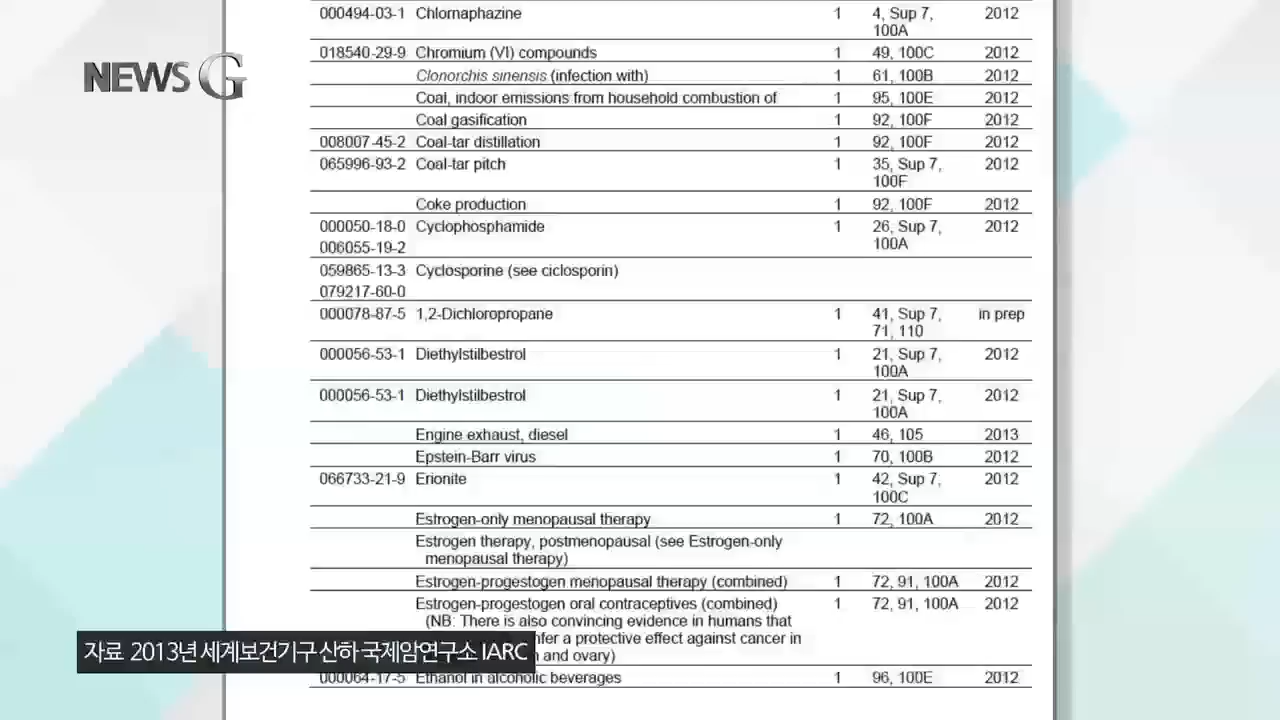 NEWS G
000494-03-1 Chlornaphazine 1 4, Sup 7, 2012
100A
018540-29-9 Chromium (VI) compounds 1 49, 100C 2012
Clonorchis sinensis (infection with) 1 61, 100B 2012
Coal, indoor emissions from household combustion of 1 95, 100E 2012
Coal gasification 1 92, 100F 2012
008007-45-2 Coal-tar distillation 1 92, 100F 2012
065996-93-2 Coal-tar pitch 1 35, Sup 7, 2012
100F
Coke production 1 92, 100F 2012
000050-18-0 Cyclophosphamide 1 26, Sup 7, 2012
006055-19-2 100A
059865-13-3 Cyclosporine (see ciclosporin)
079217-60-0
000078-87-5 1,2-Dichloropropane 1 41, Sup 7, in prep
71, 110
000056-53-1 Diethylstilbestrol 1 21, Sup 7, 2012
100A
000056-53-1 Diethylstilbestrol 1 21, Sup 7, 2012
100A
Engine exhaust, diesel 1 46, 105 2013
Epstein-Barr virus 1 70, 100B 2012
066733-21-9 Erionite 1 42, Sup 7, 2012
100C
Estrogen-only menopausal therapy 1 72, 100A 2012
Estrogen therapy, postmenopausal (see Estrogen-only
menopausal therapy)
Estrogen-progestogen menopausal therapy (combined) 1 72, 91, 100A 2012
Estrogen-progestogen oral contraceptives (combined) 1 72, 91, 100A 2012
(NB: There is also convincing evidence in humans that
a protective effect against cancer in
and ovary)
자료 2013년 세계보건기구 산하 국제암연구소 IARC
000064-17-5 Ethanol in alcoholic beverages 1 96, 100E 2012